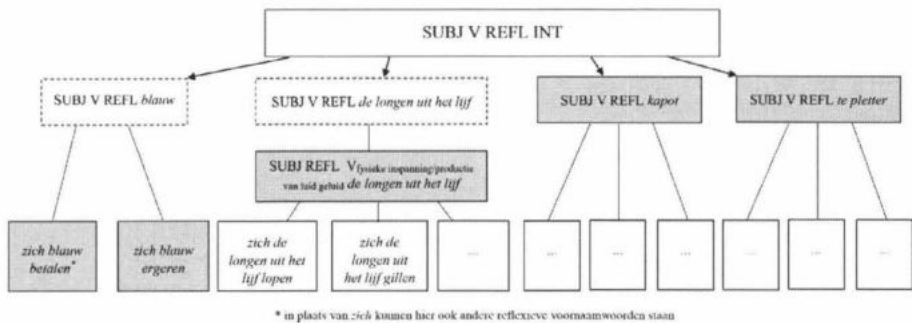 SUBJ V REFL INT
SUBJ V REFL blauw
SUBJ V REFL de longen uit het lijf
SUBJ V REFL kapot
SUBJ V REFL te pletter
SUBJ REFL V fysieke inspanning/productie
van luid geluid de longen uit het lijf
zich blauw
betalen*
zich blauw
ergeren
zich de
longen uit het
lijf lopen
zich de
longen uit
het lijf gillen
...
...
...
...
...
...
...
* in plaats van zich kunnen hier ook andere reflexieve voornaamwoorden staan